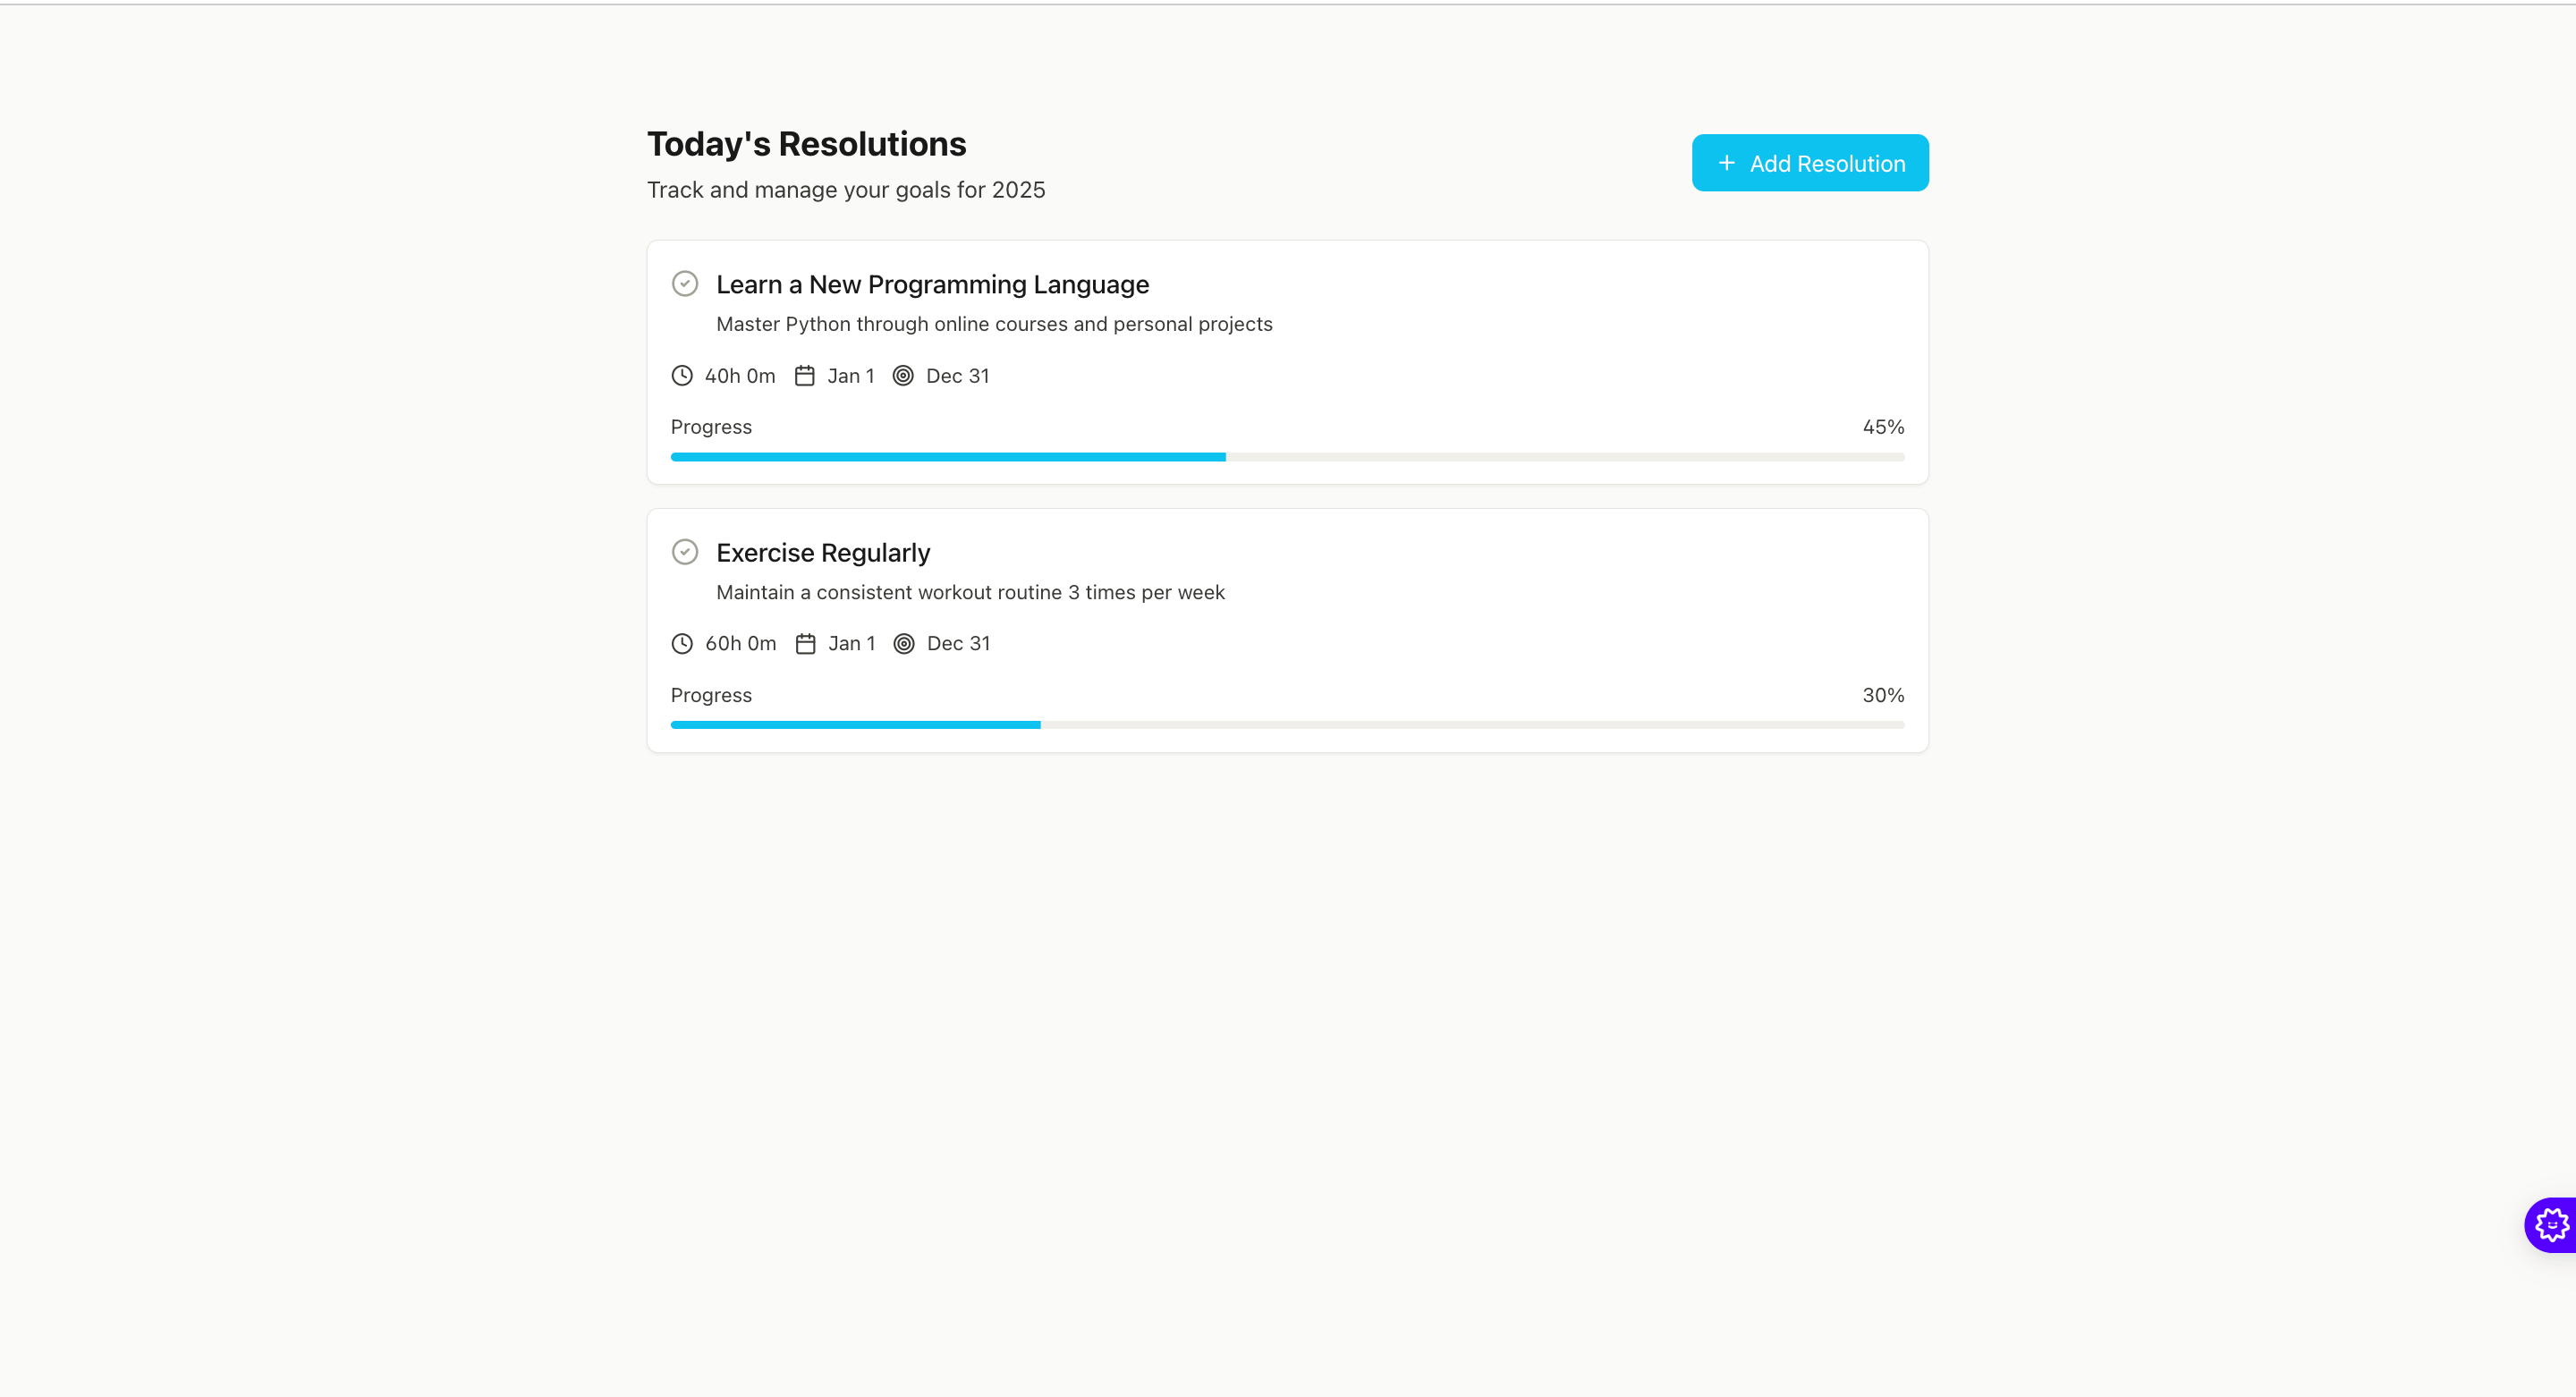 Today's Resolutions
Track and manage your goals for 2025
+ Add Resolution
Learn a New Programming Language
Master Python through online courses and personal projects
40h 0m Jan 1 Dec 31
Progress 45%
Exercise Regularly
Maintain a consistent workout routine 3 times per week
60h 0m Jan 1 Dec 31
Progress 30%